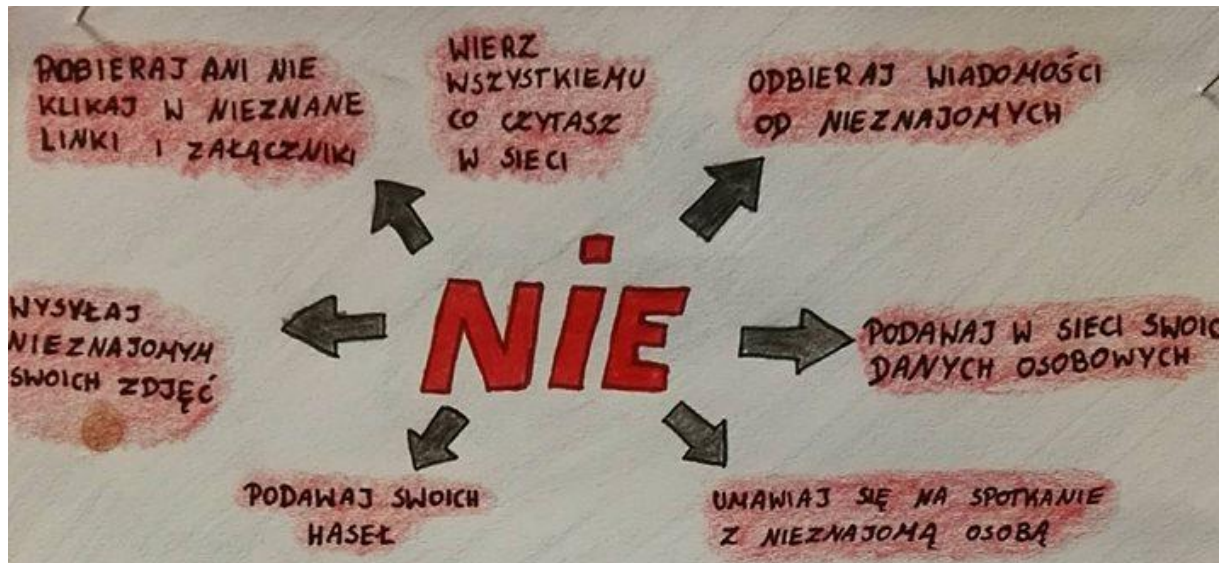 POBIERAJ ANI NIE
KLIKAJ W NIEZNANE
LINKI I ZAŁĄCZNIKI
WIERZ
WSZYSTKIEMU
CO CZYTASZ
W SIECI
ODBIERAJ WIADOMOŚCI
OD NIEZNAJOMYCH
NIE
WYSYŁAJ
NIEZNAJOMYM
SWOICH ZDJĘĆ
PODAWAJ W SIECI SWOIC
DANYCH OSOBOWYCH
PODAWAJ SWOICH
HASEŁ
UMAWIAJ SIĘ NA SPOTKANIE
Z NIEZNAJOMĄ OSOBĄ